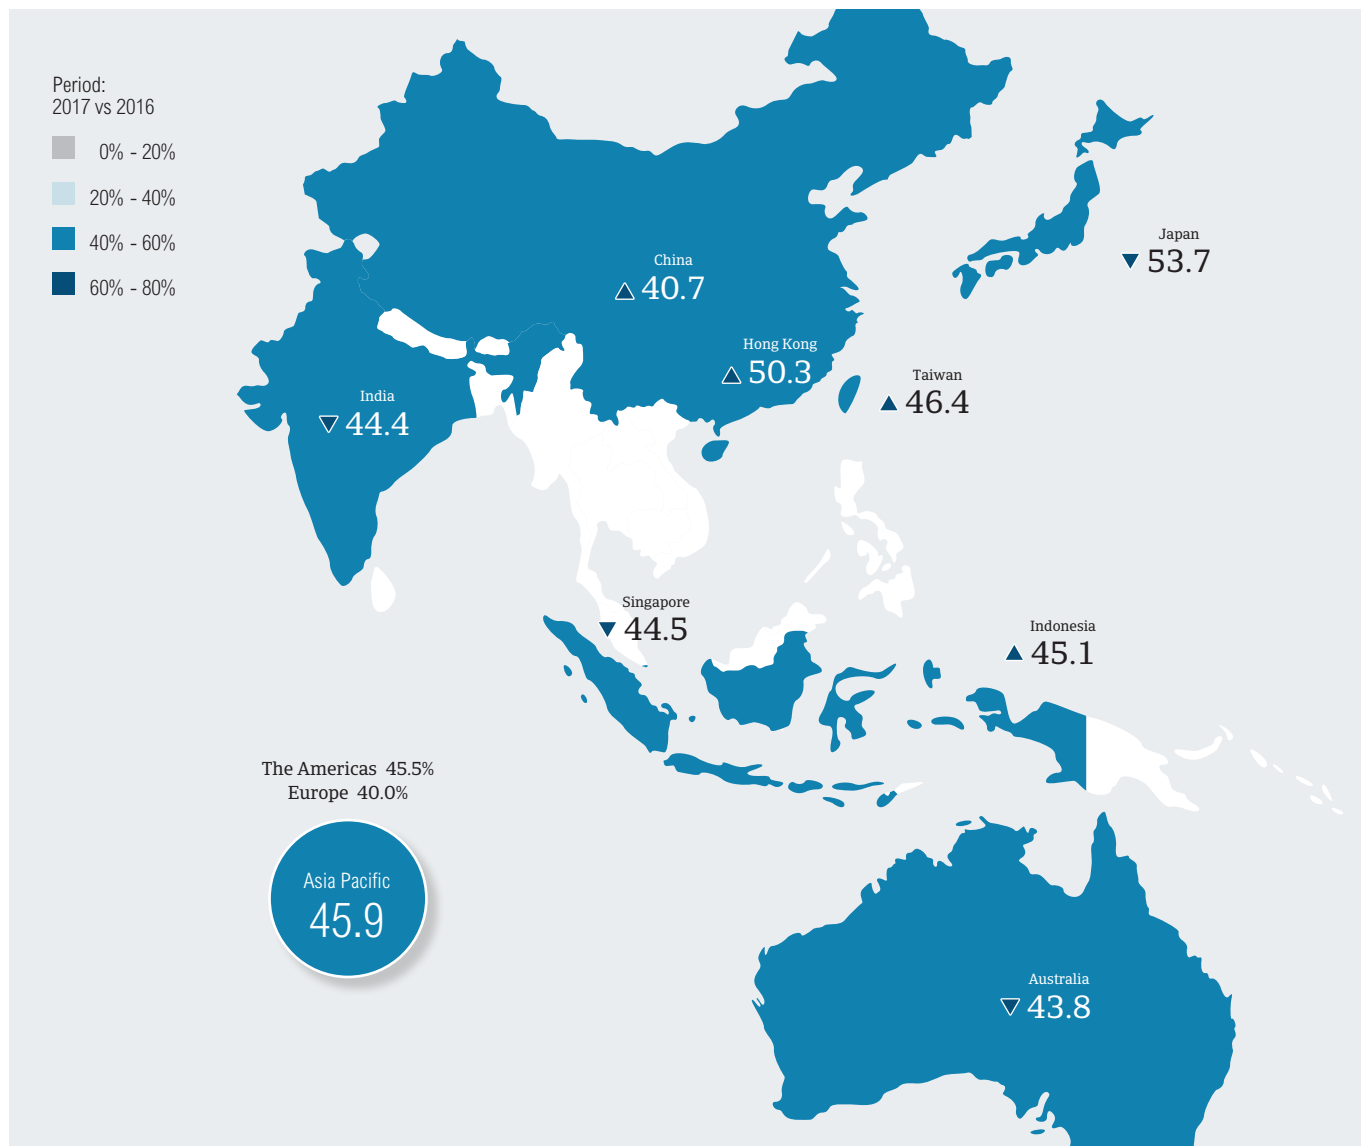 Period:
2017 vs 2016
0% - 20%
20% - 40%
40% - 60%
60% - 80%
Japan
53.7
China
40.7
Hong Kong
50.3
Taiwan
46.4
India
44.4
Singapore
44.5
Indonesia
45.1
The Americas 45.5%
Europe 40.0%
Asia Pacific
45.9
Australia
43.8